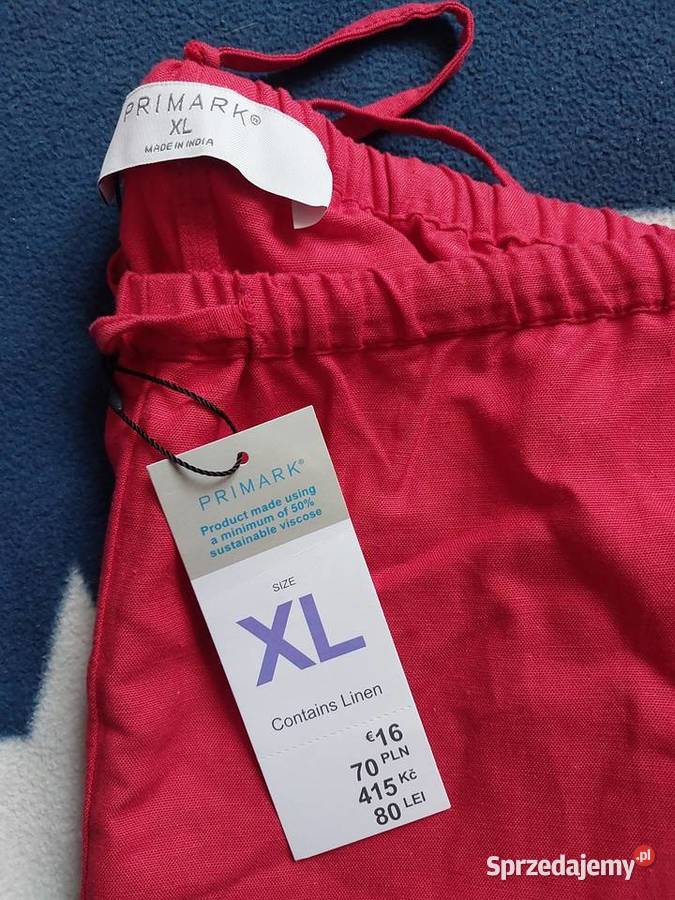 PRIMARK®
XL
MADE IN INDIA
PRIMARK®
Product made using
a minimum of 50%
sustainable viscose
SIZE
XL
Contains Linen
€16
70 PLN
415 Kč
80 LEI
Sprzedajemy.pl